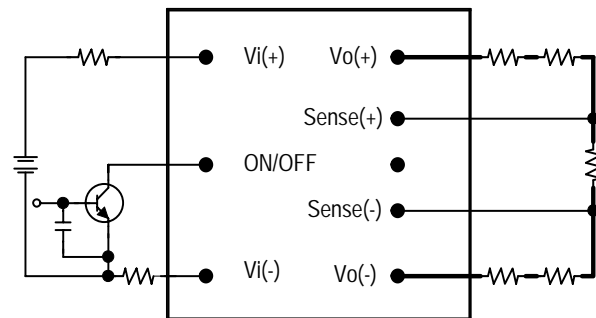 Vi(+) Vo(+)
Sense(+)
ON/OFF
Sense(-)
Vi(-) Vo(-)